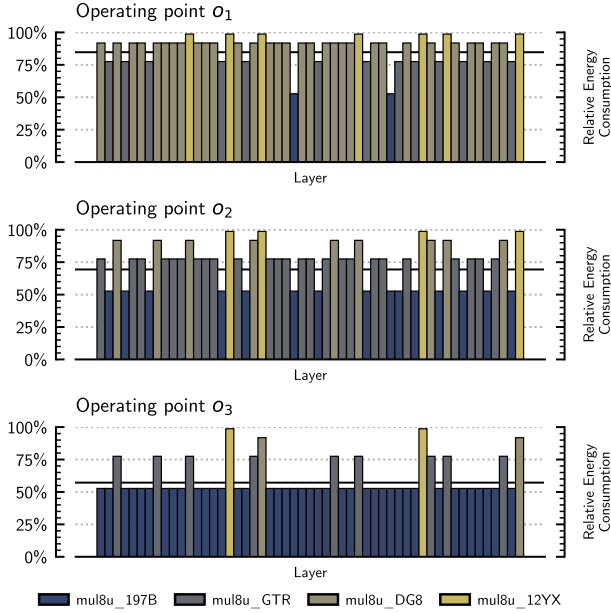 Operating point o1
100%
75%
50%
25%
0%
Layer
Relative Energy
Consumption
Operating point o2
100%
75%
50%
25%
0%
Layer
Relative Energy
Consumption
Operating point o3
100%
75%
50%
25%
0%
Layer
Relative Energy
Consumption
mul8u_197B mul8u_GTR mul8u_DG8 mul8u_12YX